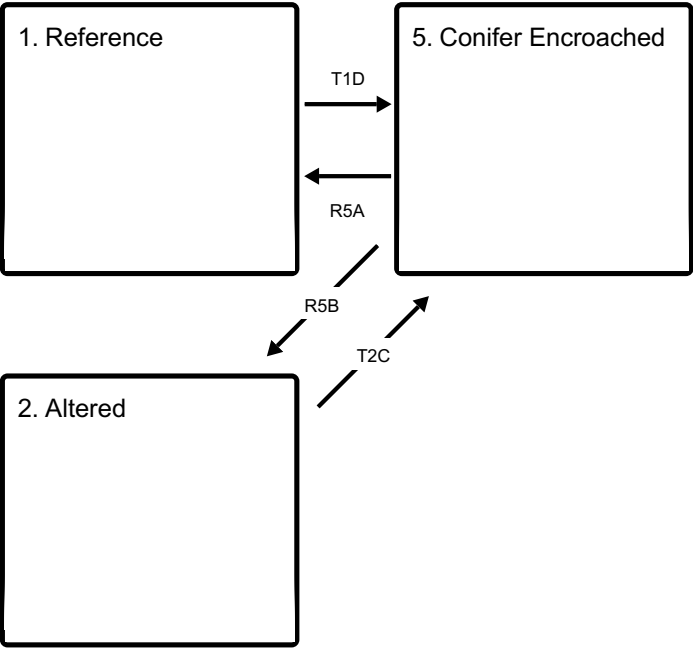 1. Reference
5. Conifer Encroached
T1D
R5A
R5B
T2C
2. Altered